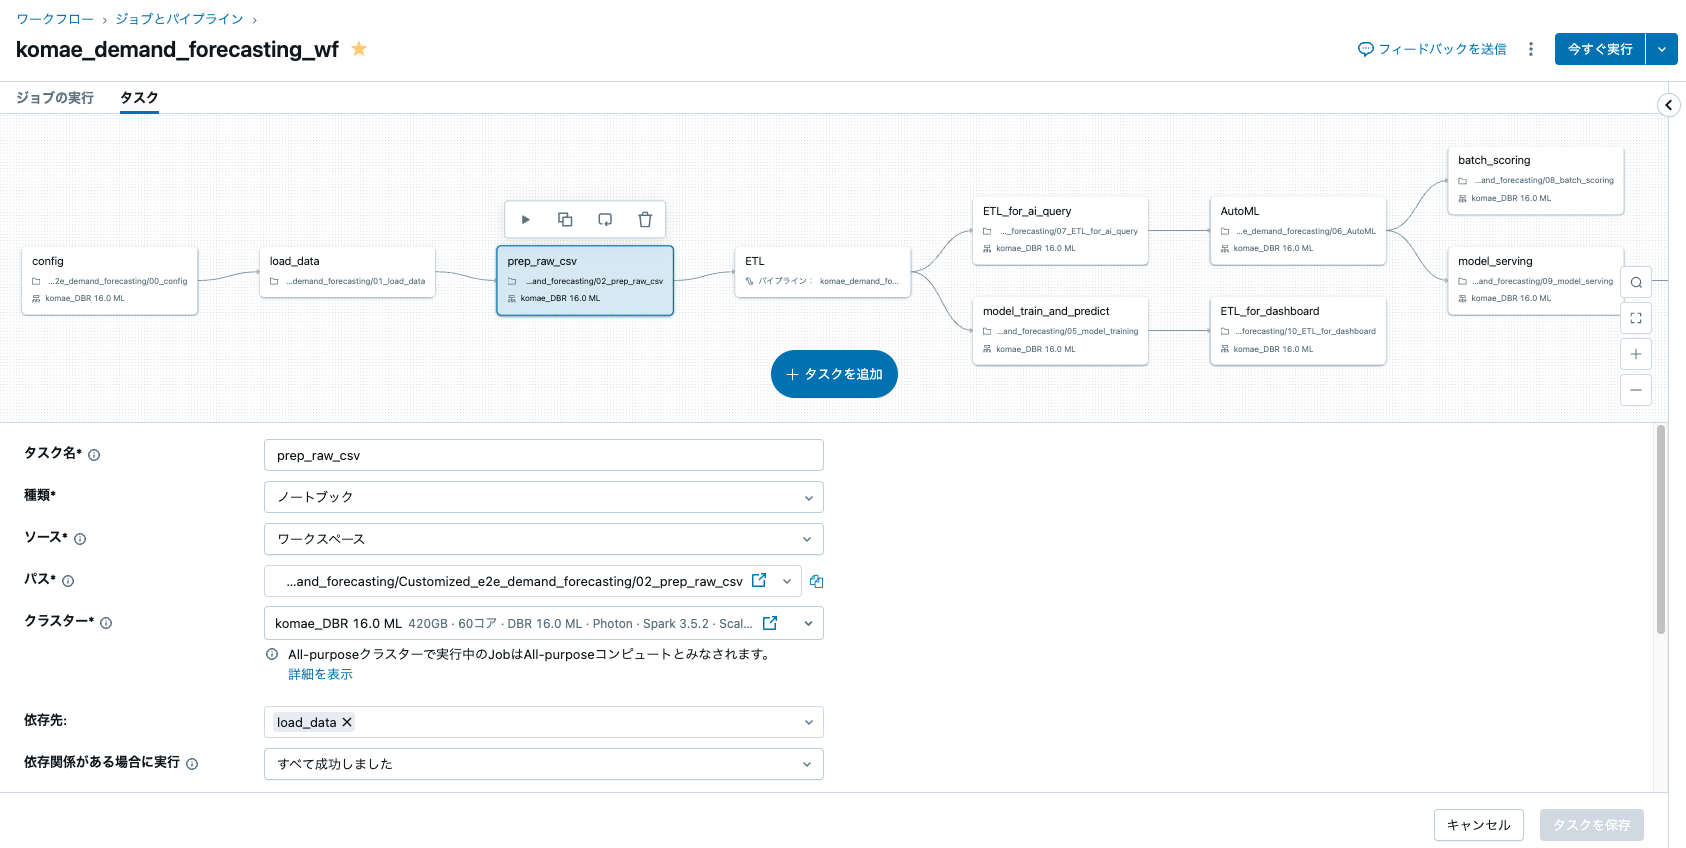 ワークフロー › ジョブとパイプライン ›
komae_demand_forecasting_wf
フィードバックを送信
今すぐ実行
ジョブの実行 タスク
config
...2e_demand_forecasting/00_config
komae_DBR 16.0 ML
load_data
...demand_forecasting/01_load_data
prep_raw_csv
...and_forecasting/02_prep_raw_csv
komae_DBR 16.0 ML
ETL
パイプライン： komae_demand_fo...
ETL_for_ai_query
..._forecasting/07_ETL_for_ai_query
komae_DBR 16.0 ML
model_train_and_predict
...and_forecasting/05_model_training
komae_DBR 16.0 ML
AutoML
...e_demand_forecasting/06_AutoML
komae_DBR 16.0 ML
ETL_for_dashboard
...forecasting/10_ETL_for_dashboard
komae_DBR 16.0 ML
batch_scoring
...and_forecasting/08_batch_scoring
komae_DBR 16.0 ML
model_serving
...and_forecasting/09_model_serving
komae_DBR 16.0 ML
＋ タスクを追加
タスク名* prep_raw_csv
種類* ノートブック
ソース* ワークスペース
パス* ...and_forecasting/Customized_e2e_demand_forecasting/02_prep_raw_csv
クラスター* komae_DBR 16.0 ML 420GB · 60コア · DBR 16.0 ML · Photon · Spark 3.5.2 · Scal...
All-purposeクラスターで実行中のJobはAll-purposeコンピュートとみなされます。
詳細を表示
依存先: load_data ✕
依存関係がある場合に実行 すべて成功しました
キャンセル タスクを保存